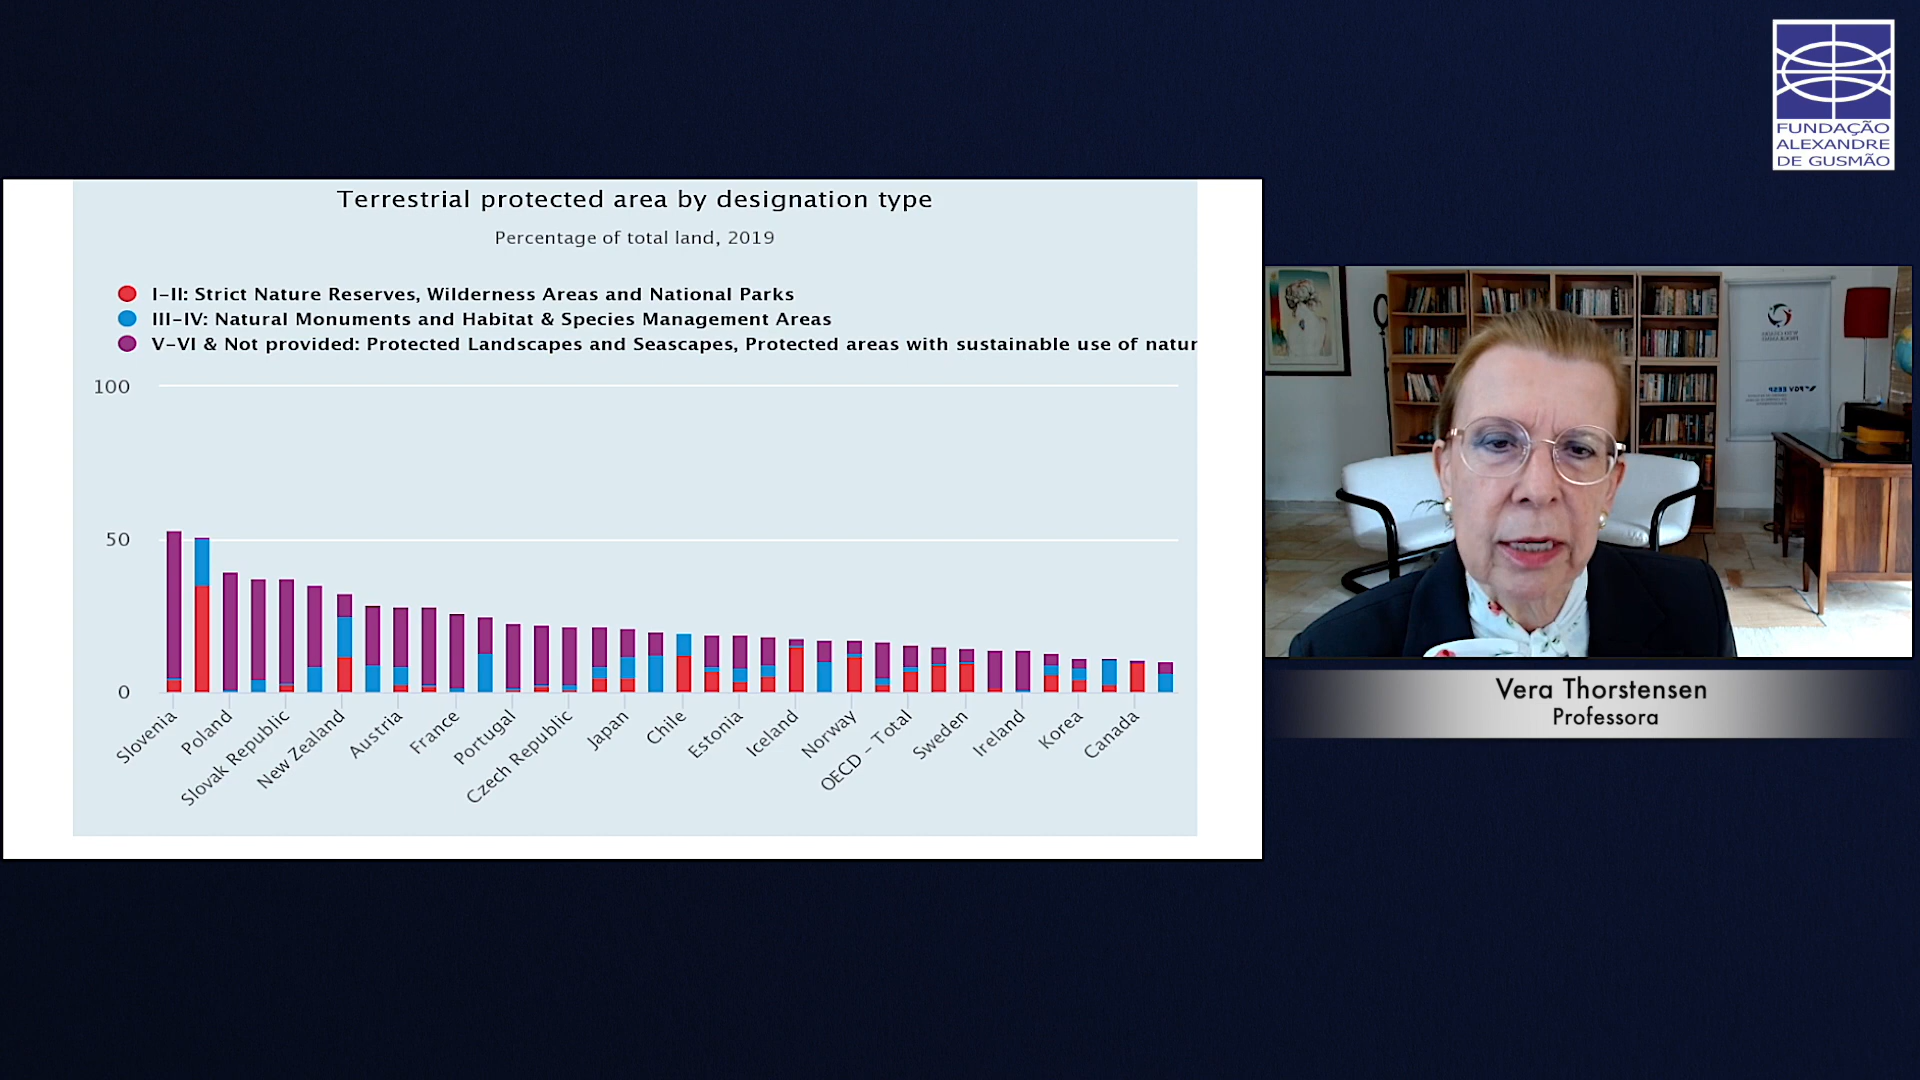 FUNDAÇÃO
ALEXANDRE
DE GUSMÃO
Terrestrial protected area by designation type
Percentage of total land, 2019
I-II: Strict Nature Reserves, Wilderness Areas and National Parks
III-IV: Natural Monuments and Habitat & Species Management Areas
V-VI & Not provided: Protected Landscapes and Seascapes, Protected areas with sustainable use of natur
100
50
0
Slovenia
Poland
Slovak Republic
New Zealand
Austria
France
Portugal
Czech Republic
Japan
Chile
Estonia
Iceland
Norway
OECD - Total
Sweden
Ireland
Korea
Canada
FGV EESP
Vera Thorstensen
Professora